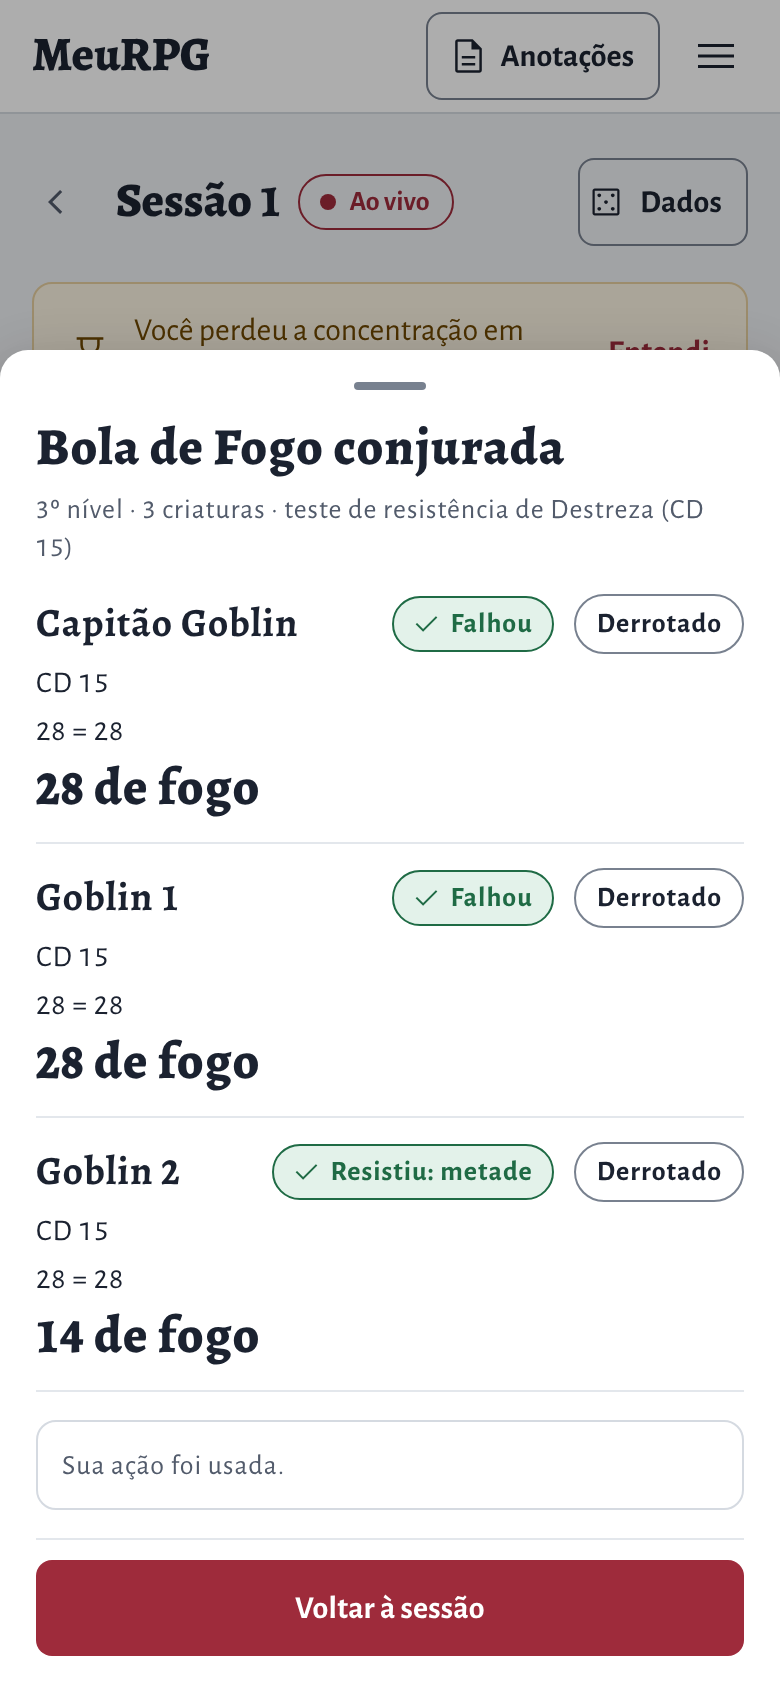 MeuRPG
Anotações
Sessão 1
Ao vivo
Dados
Você perdeu a concentração em
Entendi
Bola de Fogo conjurada
3º nível · 3 criaturas · teste de resistência de Destreza (CD
15)
Capitão Goblin
Falhou
Derrotado
CD 15
28 = 28
28 de fogo
Goblin 1
Falhou
Derrotado
CD 15
28 = 28
28 de fogo
Goblin 2
Resistiu: metade
Derrotado
CD 15
28 = 28
14 de fogo
Sua ação foi usada.
Voltar à sessão